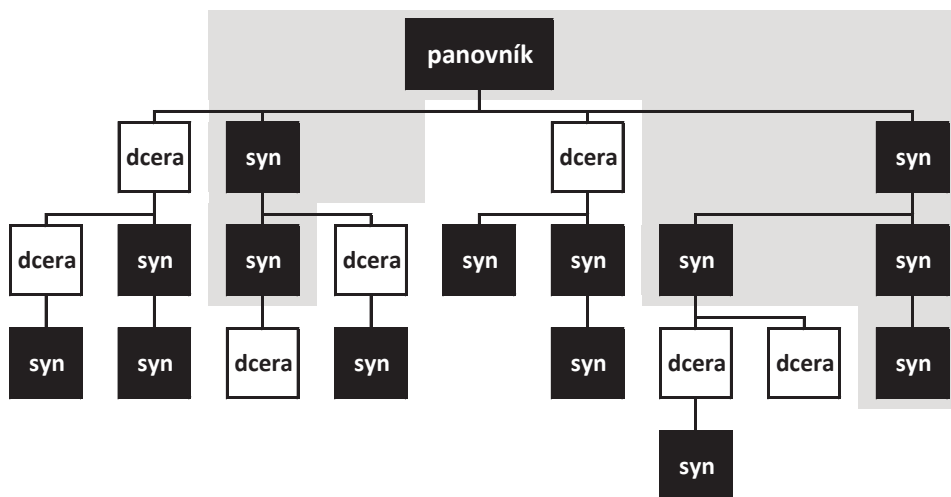 panovník
dcera syn dcera syn
dcera syn syn dcera syn syn syn syn
syn syn dcera syn syn dcera dcera syn
syn